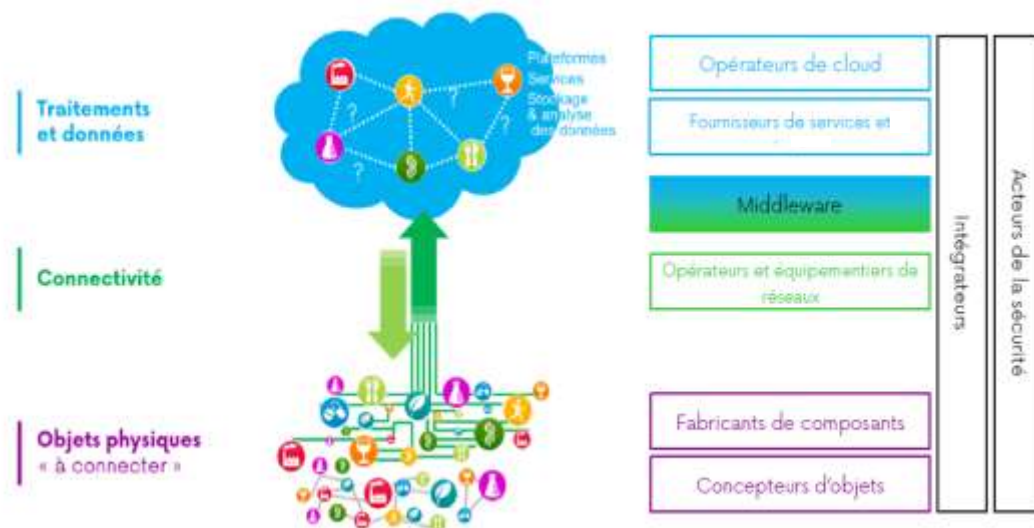 Traitements
et données
Plateformes
Services
Stockage
& analyse
des données
?
?
?
?
Opérateurs de cloud
Fournisseurs de services et
Middleware
Connectivité
Opérateurs et équipementiers de
réseaux
Objets physiques
« à connecter »
Fabricants de composants
Concepteurs d'objets
Intégrateurs
Acteurs de la sécurité